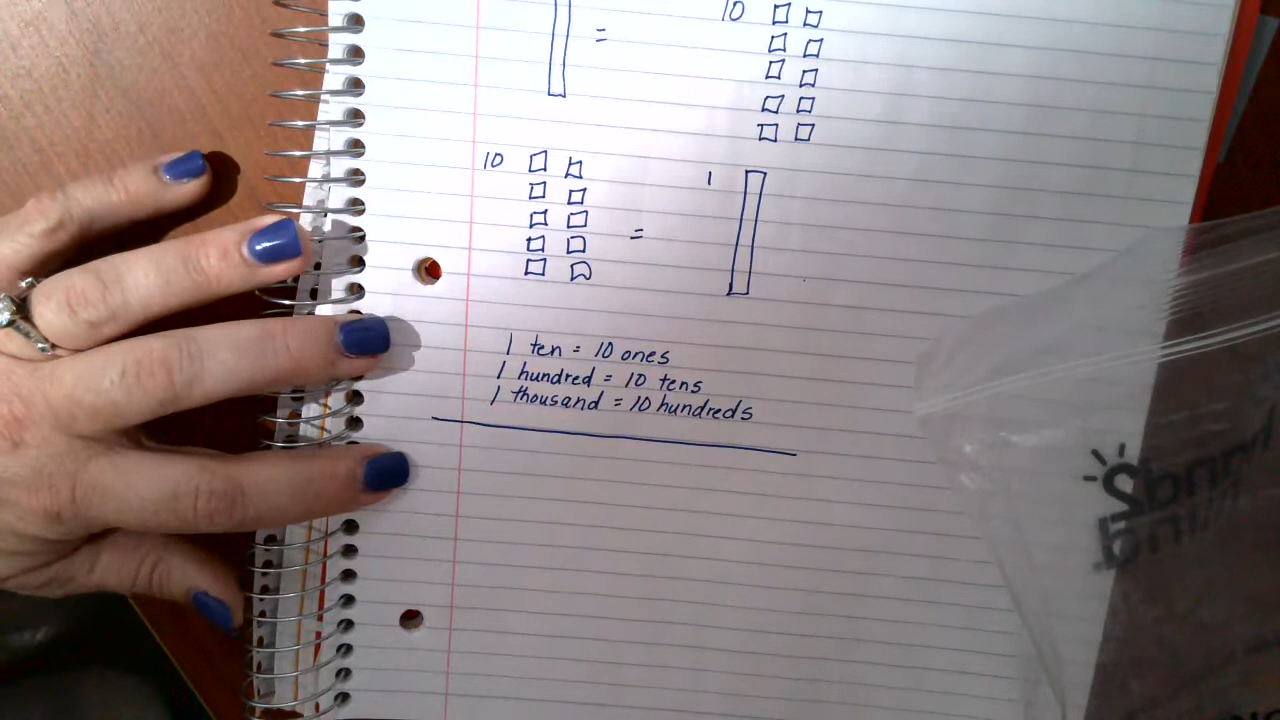 =
10
10
=
1
1 ten = 10 ones
1 hundred = 10 tens
1 thousand = 10 hundreds